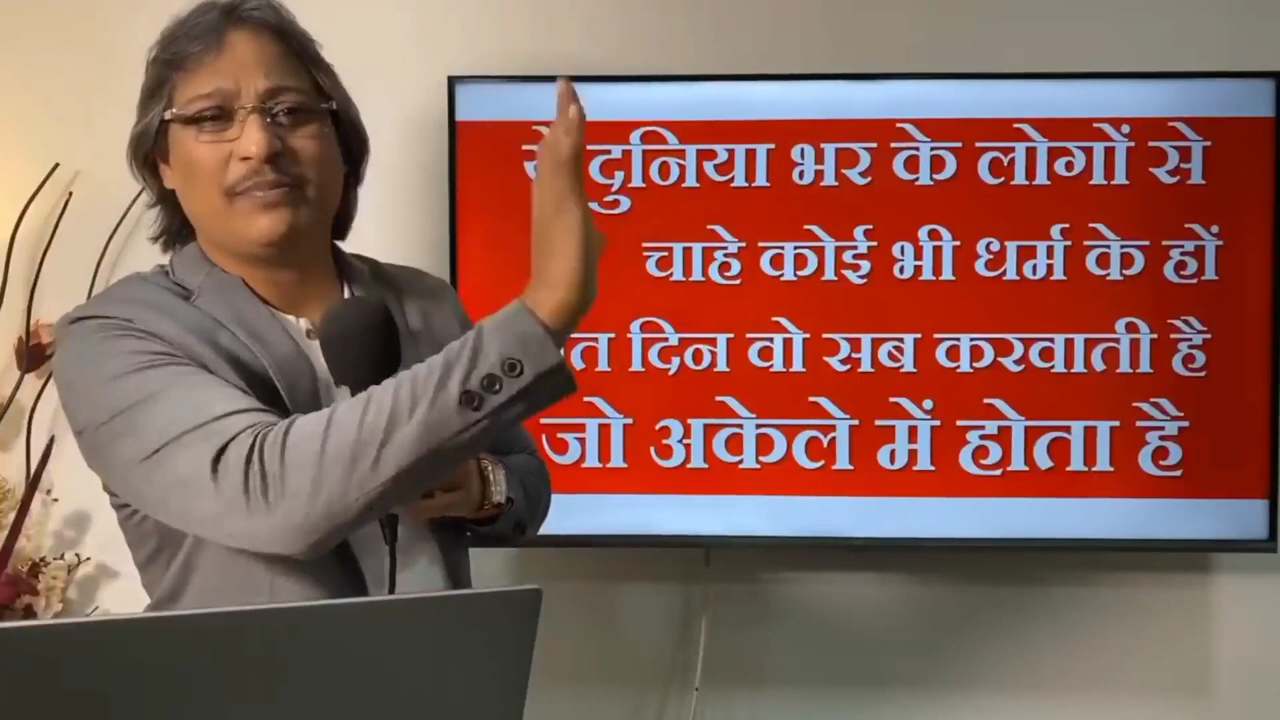 दुनिया भर के लोगों से
चाहे कोई भी धर्म के हों
दिन वो सब करवाती है
जो अकेले में होता है